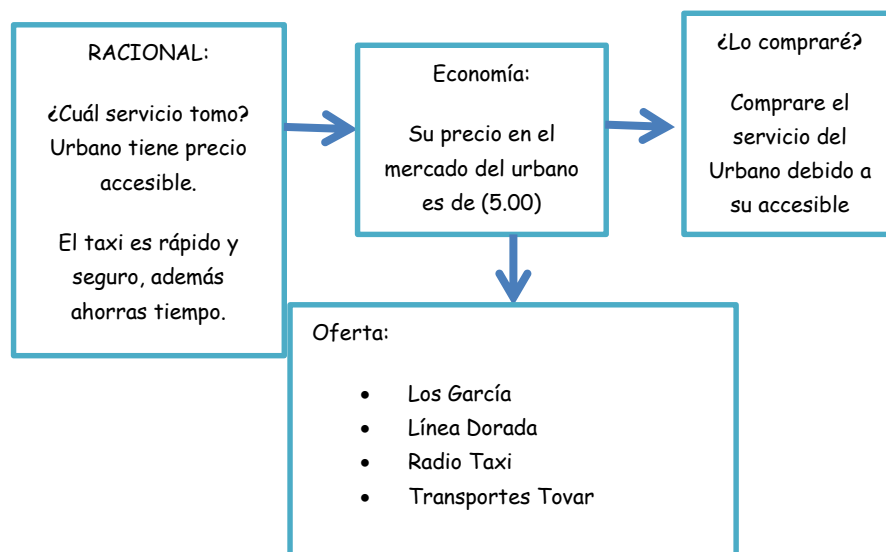 RACIONAL:
¿Cuál servicio tomo?
Urbano tiene precio
accesible.
El taxi es rápido y
seguro, además
ahorras tiempo.
Economía:
Su precio en el
mercado del urbano
es de (5.00)
¿Lo compraré?
Comprare el
servicio del
Urbano debido a
su accesible
Oferta:
• Los García
• Línea Dorada
• Radio Taxi
• Transportes Tovar